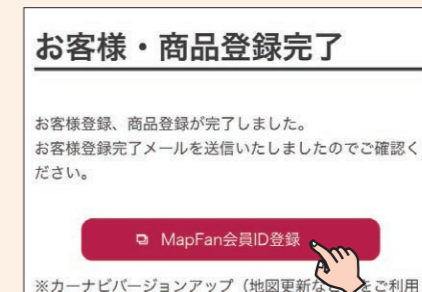 お客様・商品登録完了
お客様登録、商品登録が完了しました。
お客様登録完了メールを送信いたしましたのでご確認く
ださい。
MapFan会員ID登録
※カーナビバージョンアップ（地図更新など をご利用